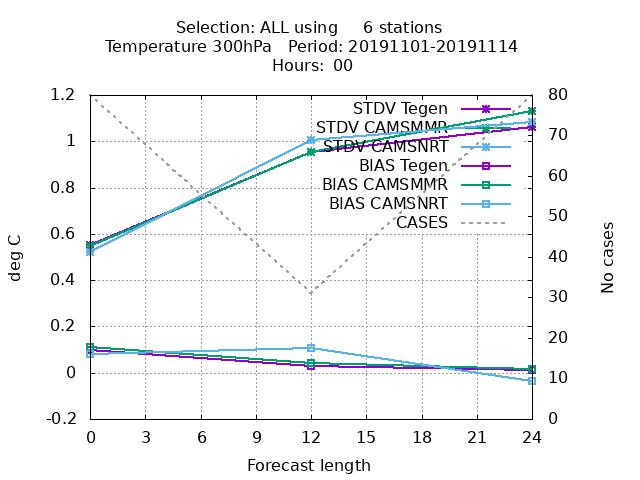 Selection: ALL using     6 stations
Temperature 300hPa   Period: 20191101-20191114
Hours:  00
1.2
1
0.8
0.6
0.4
0.2
0
-0.2
deg C
STDV Tegen
STDV CAMSMMR
STDV CAMSNRT
BIAS Tegen
BIAS CAMSMMR
BIAS CAMSNRT
CASES
80
70
60
50
40
30
20
10
0
No cases
0 3 6 9 12 15 18 21 24
Forecast length